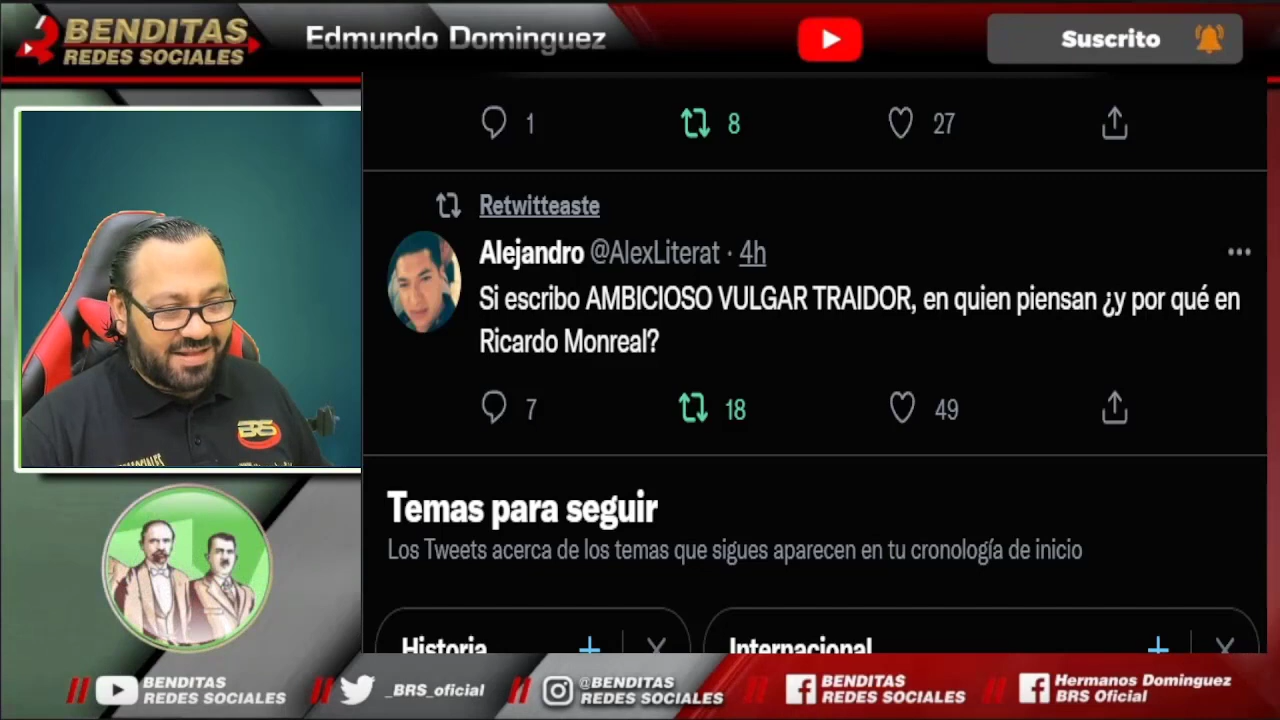 BENDITAS
REDES SOCIALES
Edmundo Dominguez
Suscrito
1
8
27
Retwitteaste
Alejandro @AlexLiterat · 4h
Si escribo AMBICIOSO VULGAR TRAIDOR, en quien piensan ¿y por qué en
Ricardo Monreal?
7
18
49
Temas para seguir
Los Tweets acerca de los temas que sigues aparecen en tu cronología de inicio
Historia
Internacional
BRS
BENDITAS
REDES SOCIALES
_BRS_oficial
@BENDITAS
REDES SOCIALES
BENDITAS
REDES SOCIALES
Hermanos Dominguez
BRS Oficial